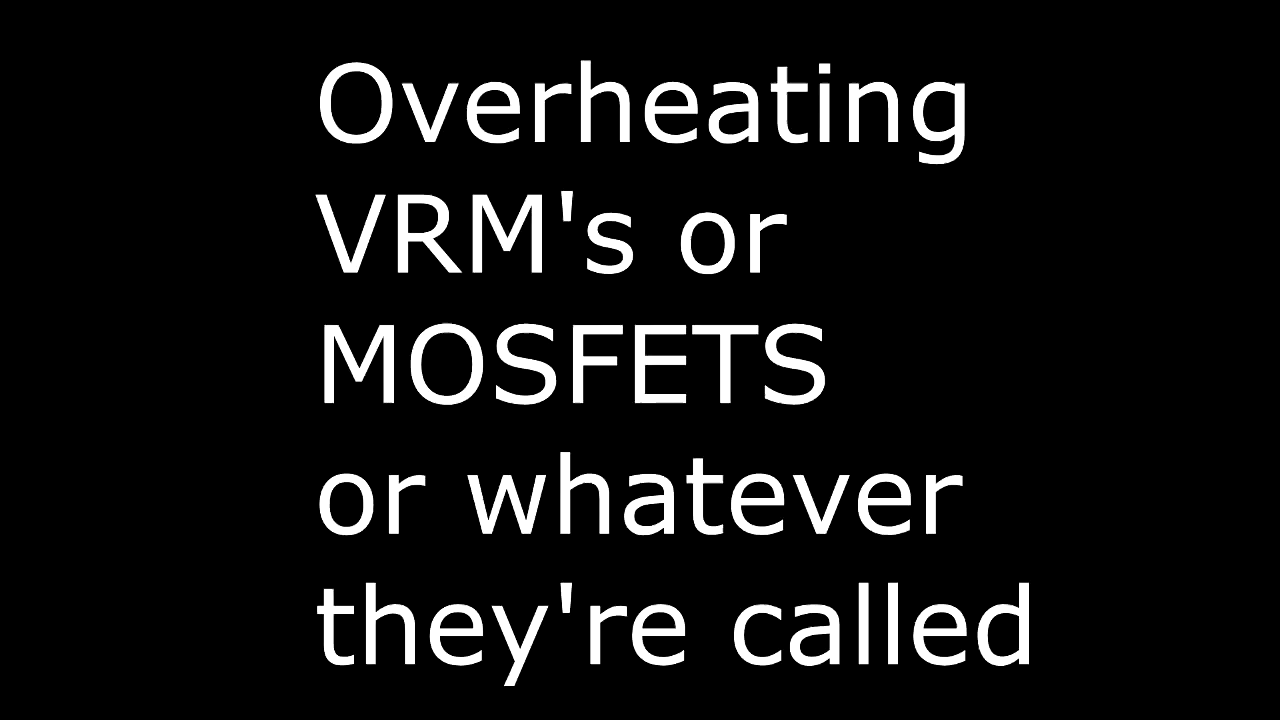 Overheating
VRM's or
MOSFETS
or whatever
they're called